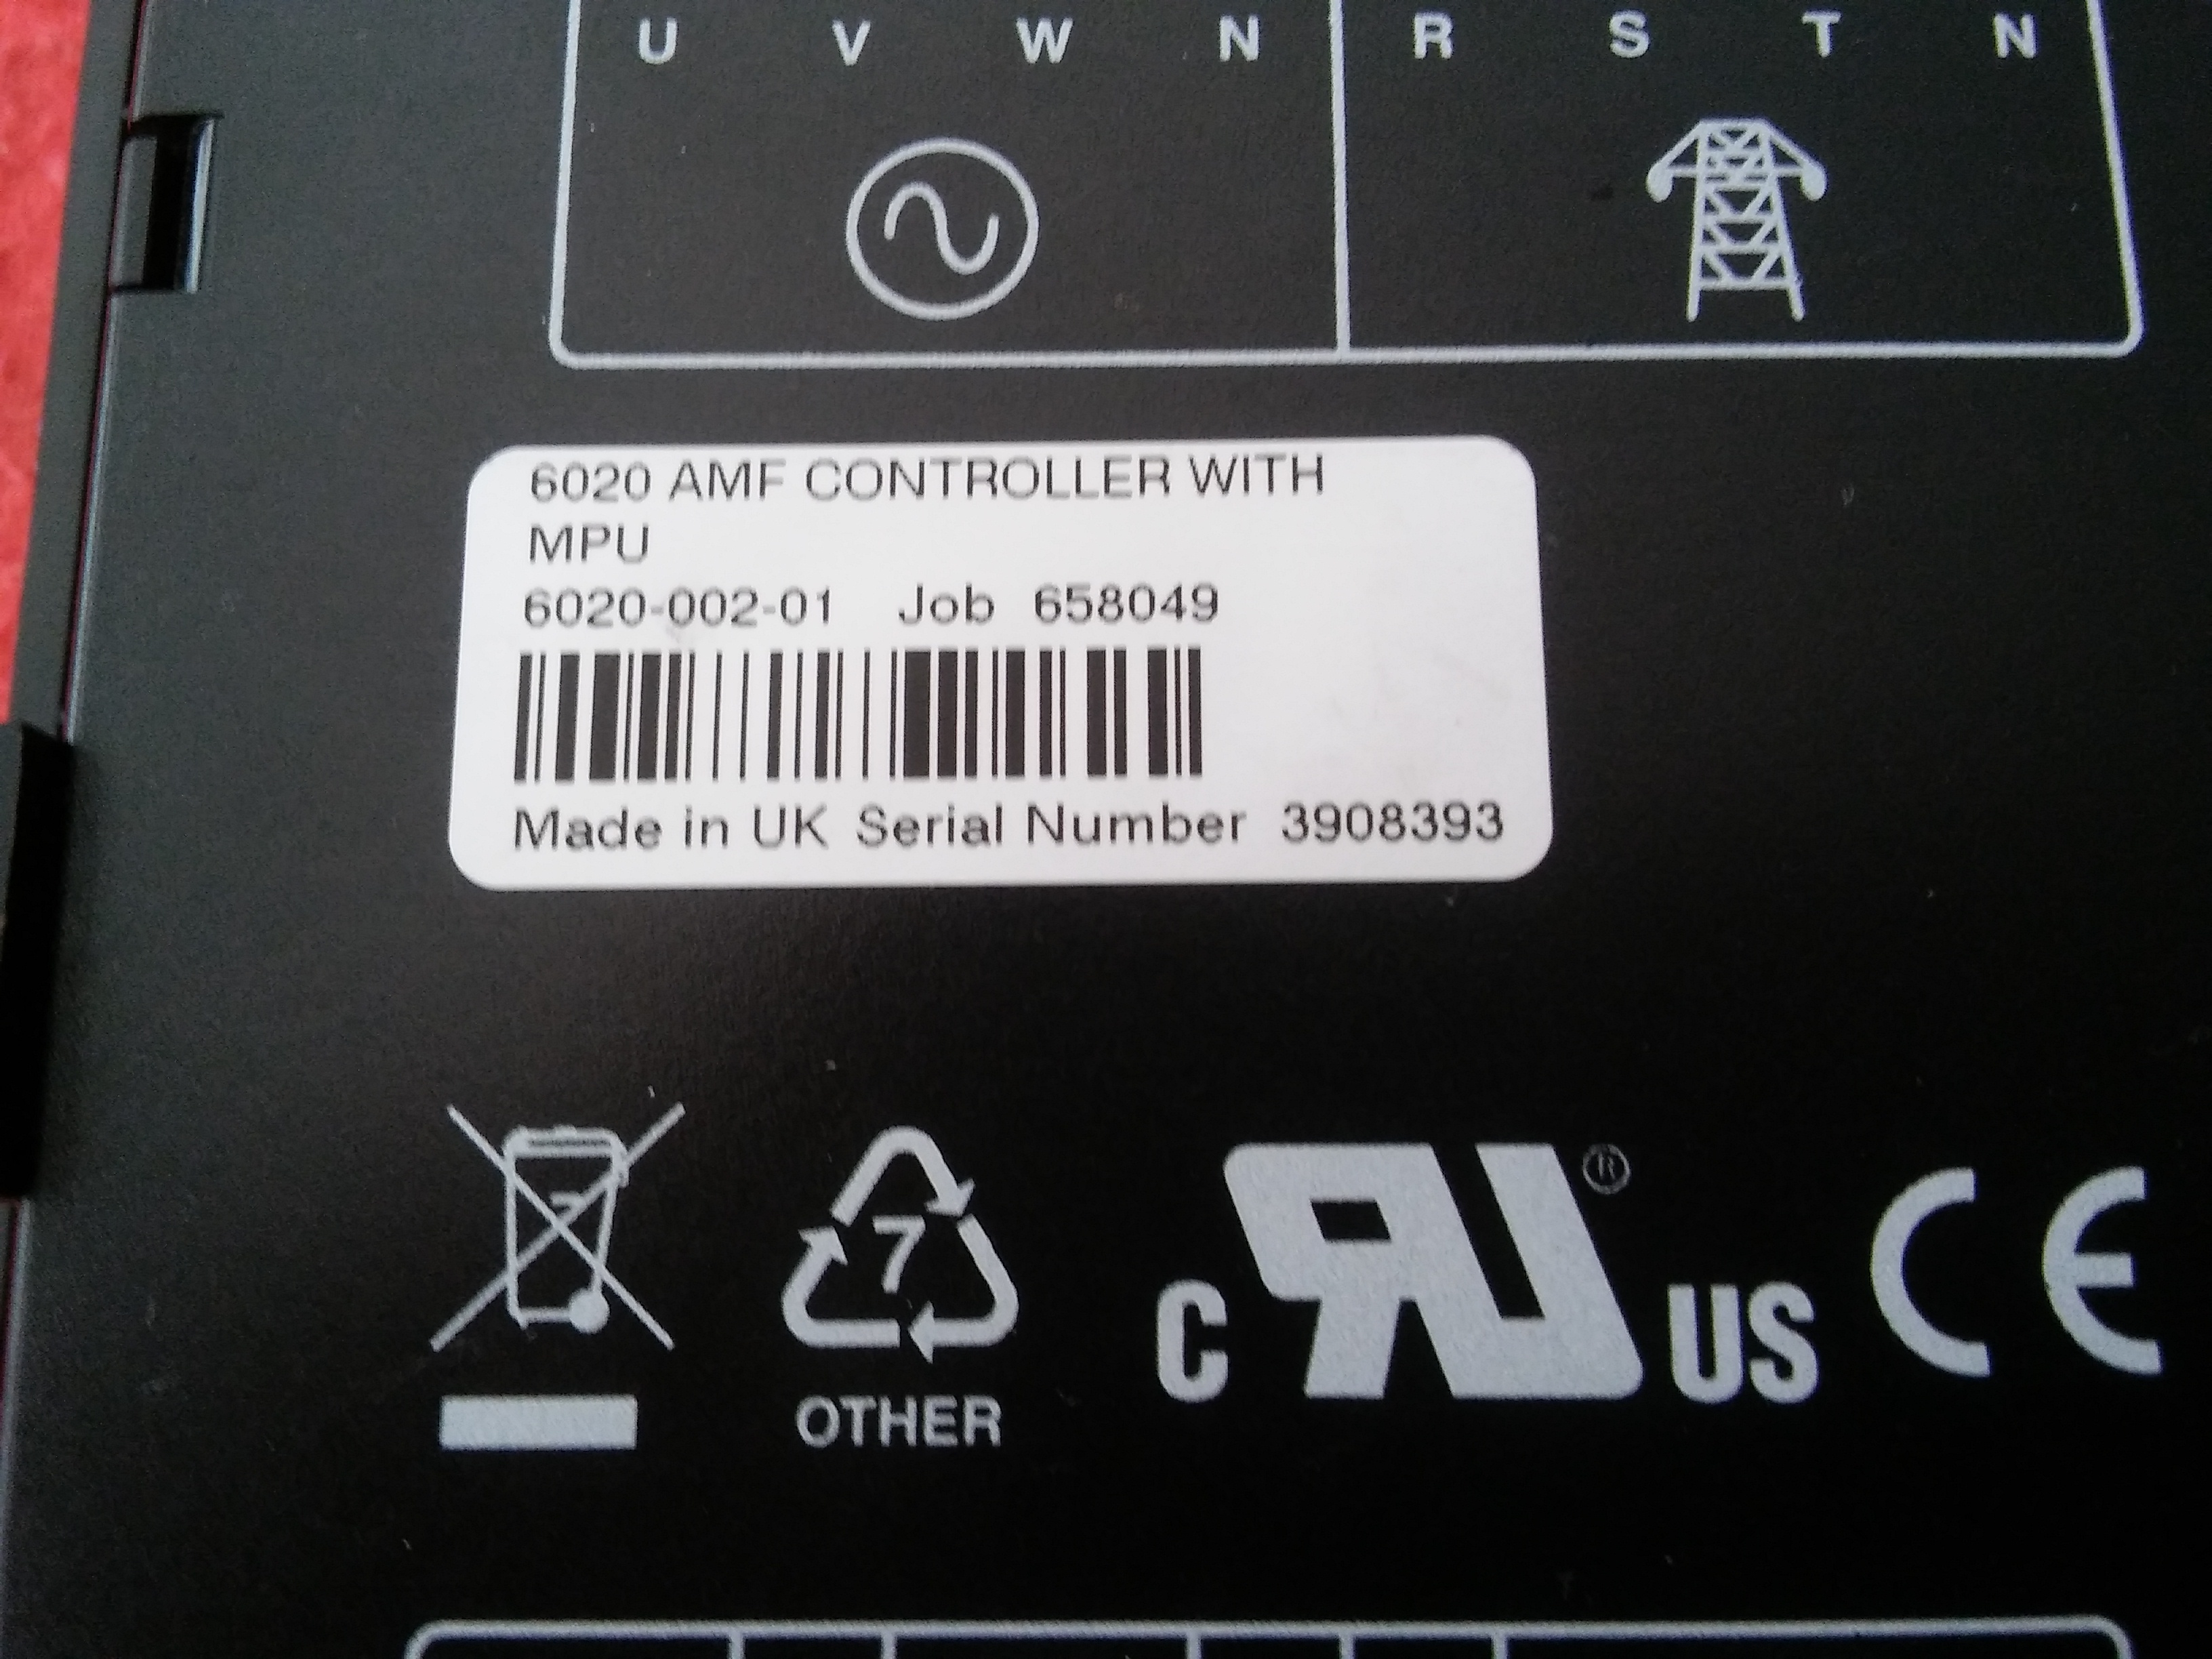 U V W N R S T N
6020 AMF CONTROLLER WITH
MPU
6020-002-01 Job 658049
Made in UK Serial Number 3908393
7
OTHER
C RU ® US CE